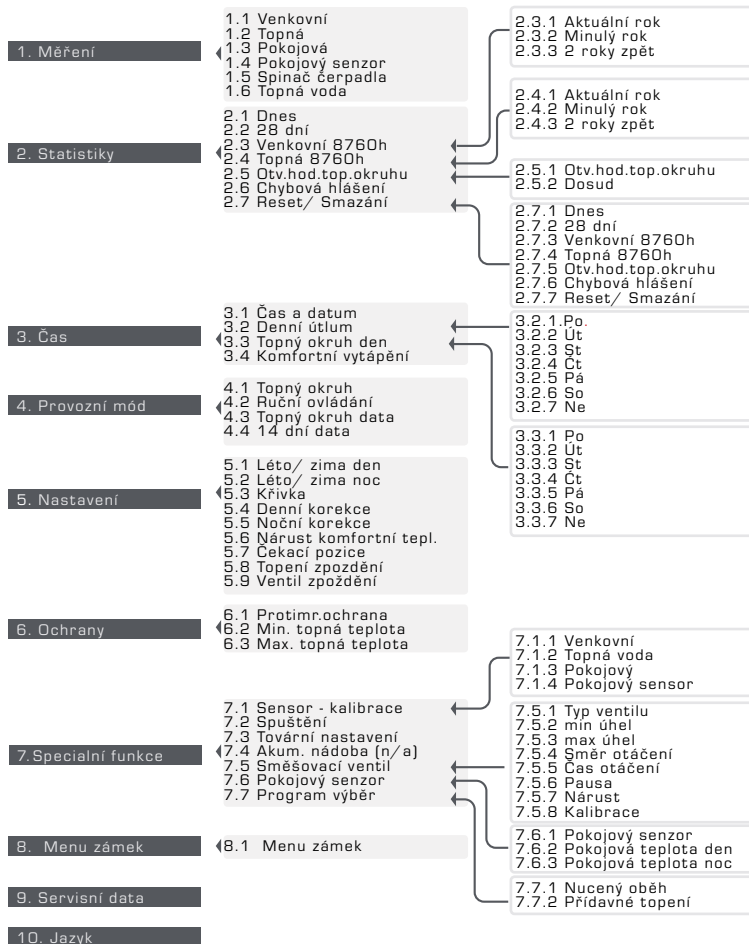 1. Měření
1.1 Venkovní
1.2 Topná
1.3 Pokojová
1.4 Pokojový senzor
1.5 Spinač čerpadla
1.6 Topná voda
2. Statistiky
2.1 Dnes
2.2 28 dní
2.3 Venkovní 8760h
2.4 Topná 8760h
2.5 Otv.hod.top.okruhu
2.6 Chybová hlášení
2.7 Reset/ Smazání
2.3.1 Aktuální rok
2.3.2 Minulý rok
2.3.3 2 roky zpět
2.4.1 Aktuální rok
2.4.2 Minulý rok
2.4.3 2 roky zpět
2.5.1 Otv.hod.top.okruhu
2.5.2 Dosud
2.7.1 Dnes
2.7.2 28 dní
2.7.3 Venkovní 8760h
2.7.4 Topná 8760h
2.7.5 Otv.hod.top.okruhu
2.7.6 Chybová hlášení
2.7.7 Reset/ Smazání
3. Čas
3.1 Čas a datum
3.2 Denní útlum
3.3 Topný okruh den
3.4 Komfortní vytápění
3.2.1.Po.
3.2.2 Út
3.2.3 St
3.2.4 Čt
3.2.5 Pá
3.2.6 So
3.2.7 Ne
3.3.1 Po
3.3.2 Út
3.3.3 St
3.3.4 Čt
3.3.5 Pá
3.3.6 So
3.3.7 Ne
4. Provozní mód
4.1 Topný okruh
4.2 Ruční ovládání
4.3 Topný okruh data
4.4 14 dní data
5. Nastavení
5.1 Léto/ zima den
5.2 Léto/ zima noc
5.3 Křivka
5.4 Denní korekce
5.5 Noční korekce
5.6 Nárust komfortní tepl.
5.7 Čekací pozice
5.8 Topení zpozdění
5.9 Ventil zpoždění
6. Ochrany
6.1 Protimr.ochrana
6.2 Min. topná teplota
6.3 Max. topná teplota
7.Specialní funkce
7.1 Sensor - kalibrace
7.2 Spuštění
7.3 Tovární nastavení
7.4 Akum. nádoba (n/a)
7.5 Směšovací ventil
7.6 Pokojový senzor
7.7 Program výběr
7.1.1 Venkovní
7.1.2 Topná voda
7.1.3 Pokojový
7.1.4 Pokojový sensor
7.5.1 Typ ventilu
7.5.2 min úhel
7.5.3 max úhel
7.5.4 Směr otáčení
7.5.5 Čas otáčení
7.5.6 Pausa
7.5.7 Nárust
7.5.8 Kalibrace
7.6.1 Pokojový senzor
7.6.2 Pokojová teplota den
7.6.3 Pokojová teplota noc
7.7.1 Nucený oběh
7.7.2 Přídavné topení
8. Menu zámek
8.1 Menu zámek
9. Servisní data
10. Jazyk